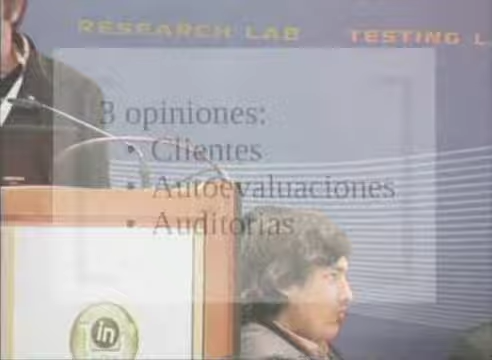 RESEARCH LAB
TESTING L
3 opiniones:
• Clientes
• Autoevaluaciones
• Auditorías
in